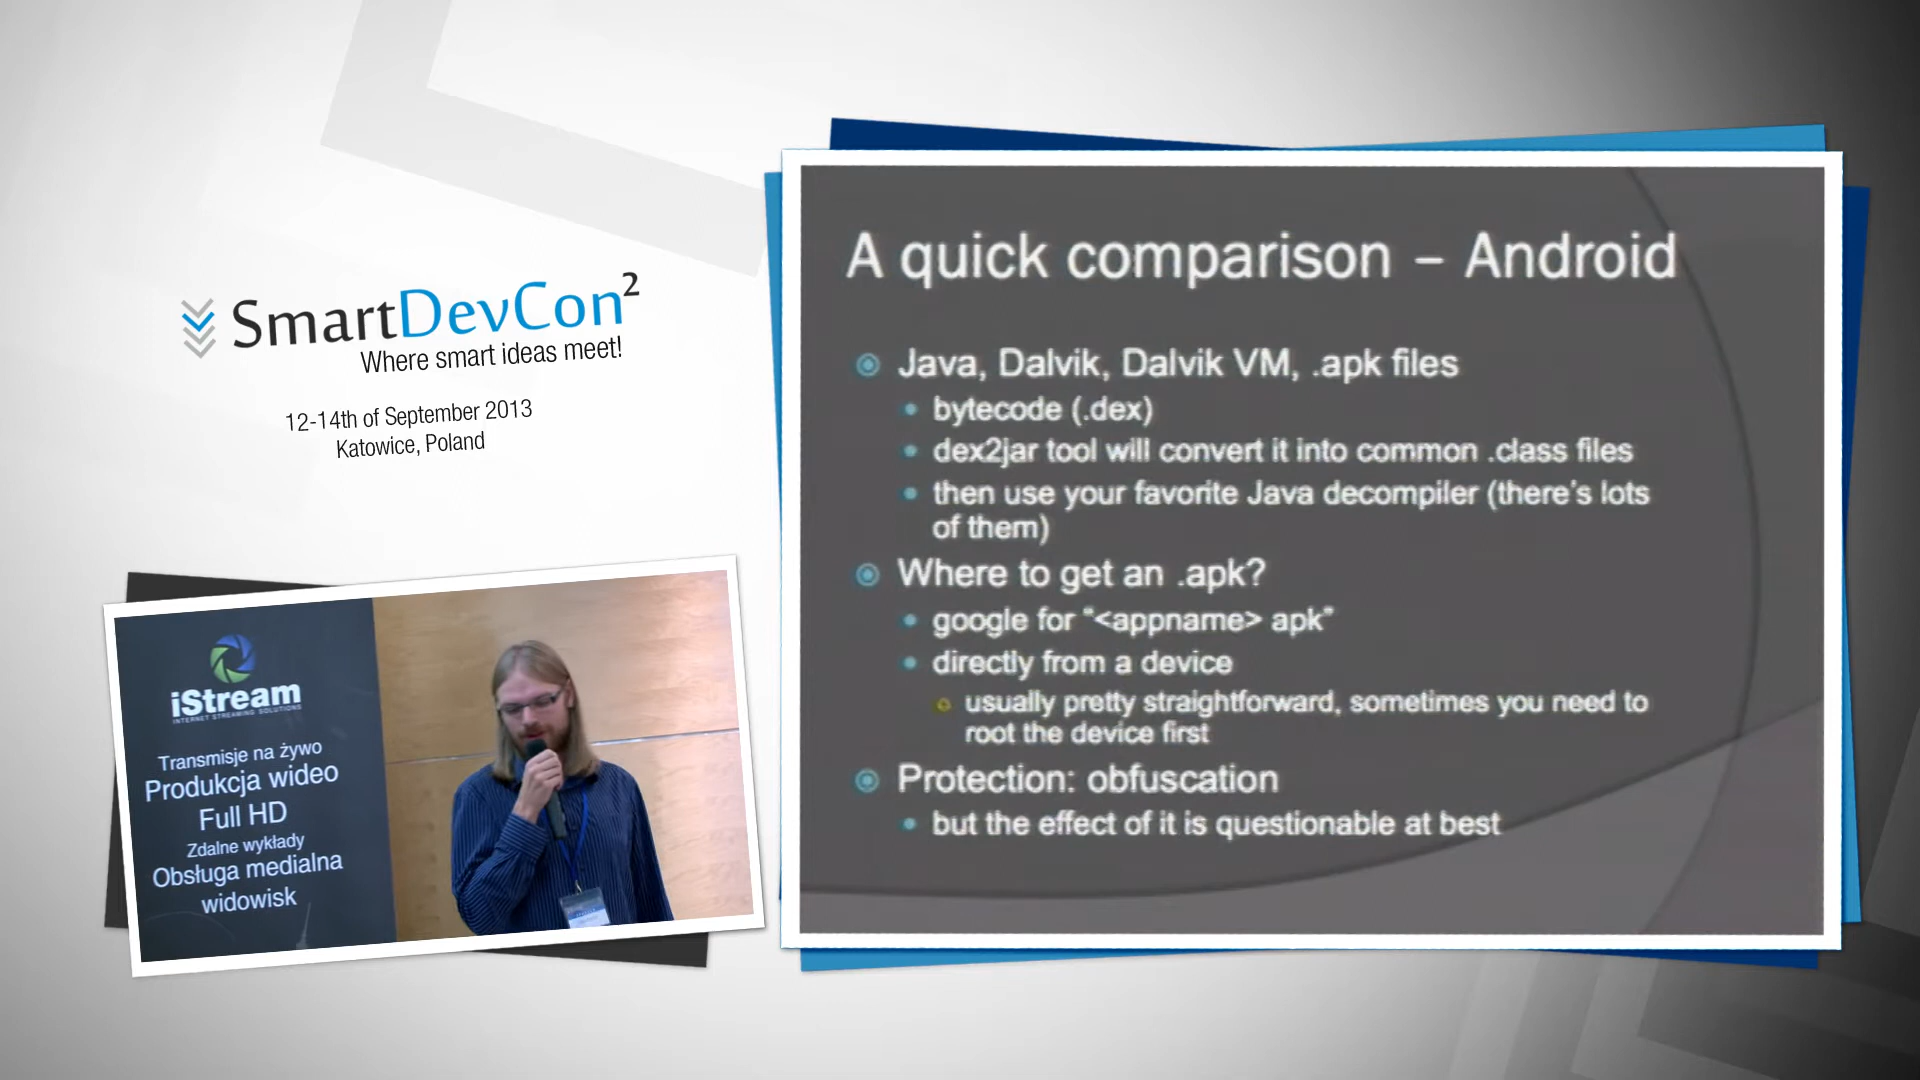 SmartDevCon²
Where smart ideas meet!
12-14th of September 2013
Katowice, Poland
iStream
INTERNET STREAMING SOLUTIONS
Transmisje na żywo
Produkcja wideo
Full HD
Zdalne wykłady
Obsługa medialna
widowisk
A quick comparison – Android
Java, Dalvik, Dalvik VM, .apk files
bytecode (.dex)
dex2jar tool will convert it into common .class files
then use your favorite Java decompiler (there's lots
of them)
Where to get an .apk?
google for “<appname> apk”
directly from a device
usually pretty straightforward, sometimes you need to
root the device first
Protection: obfuscation
but the effect of it is questionable at best